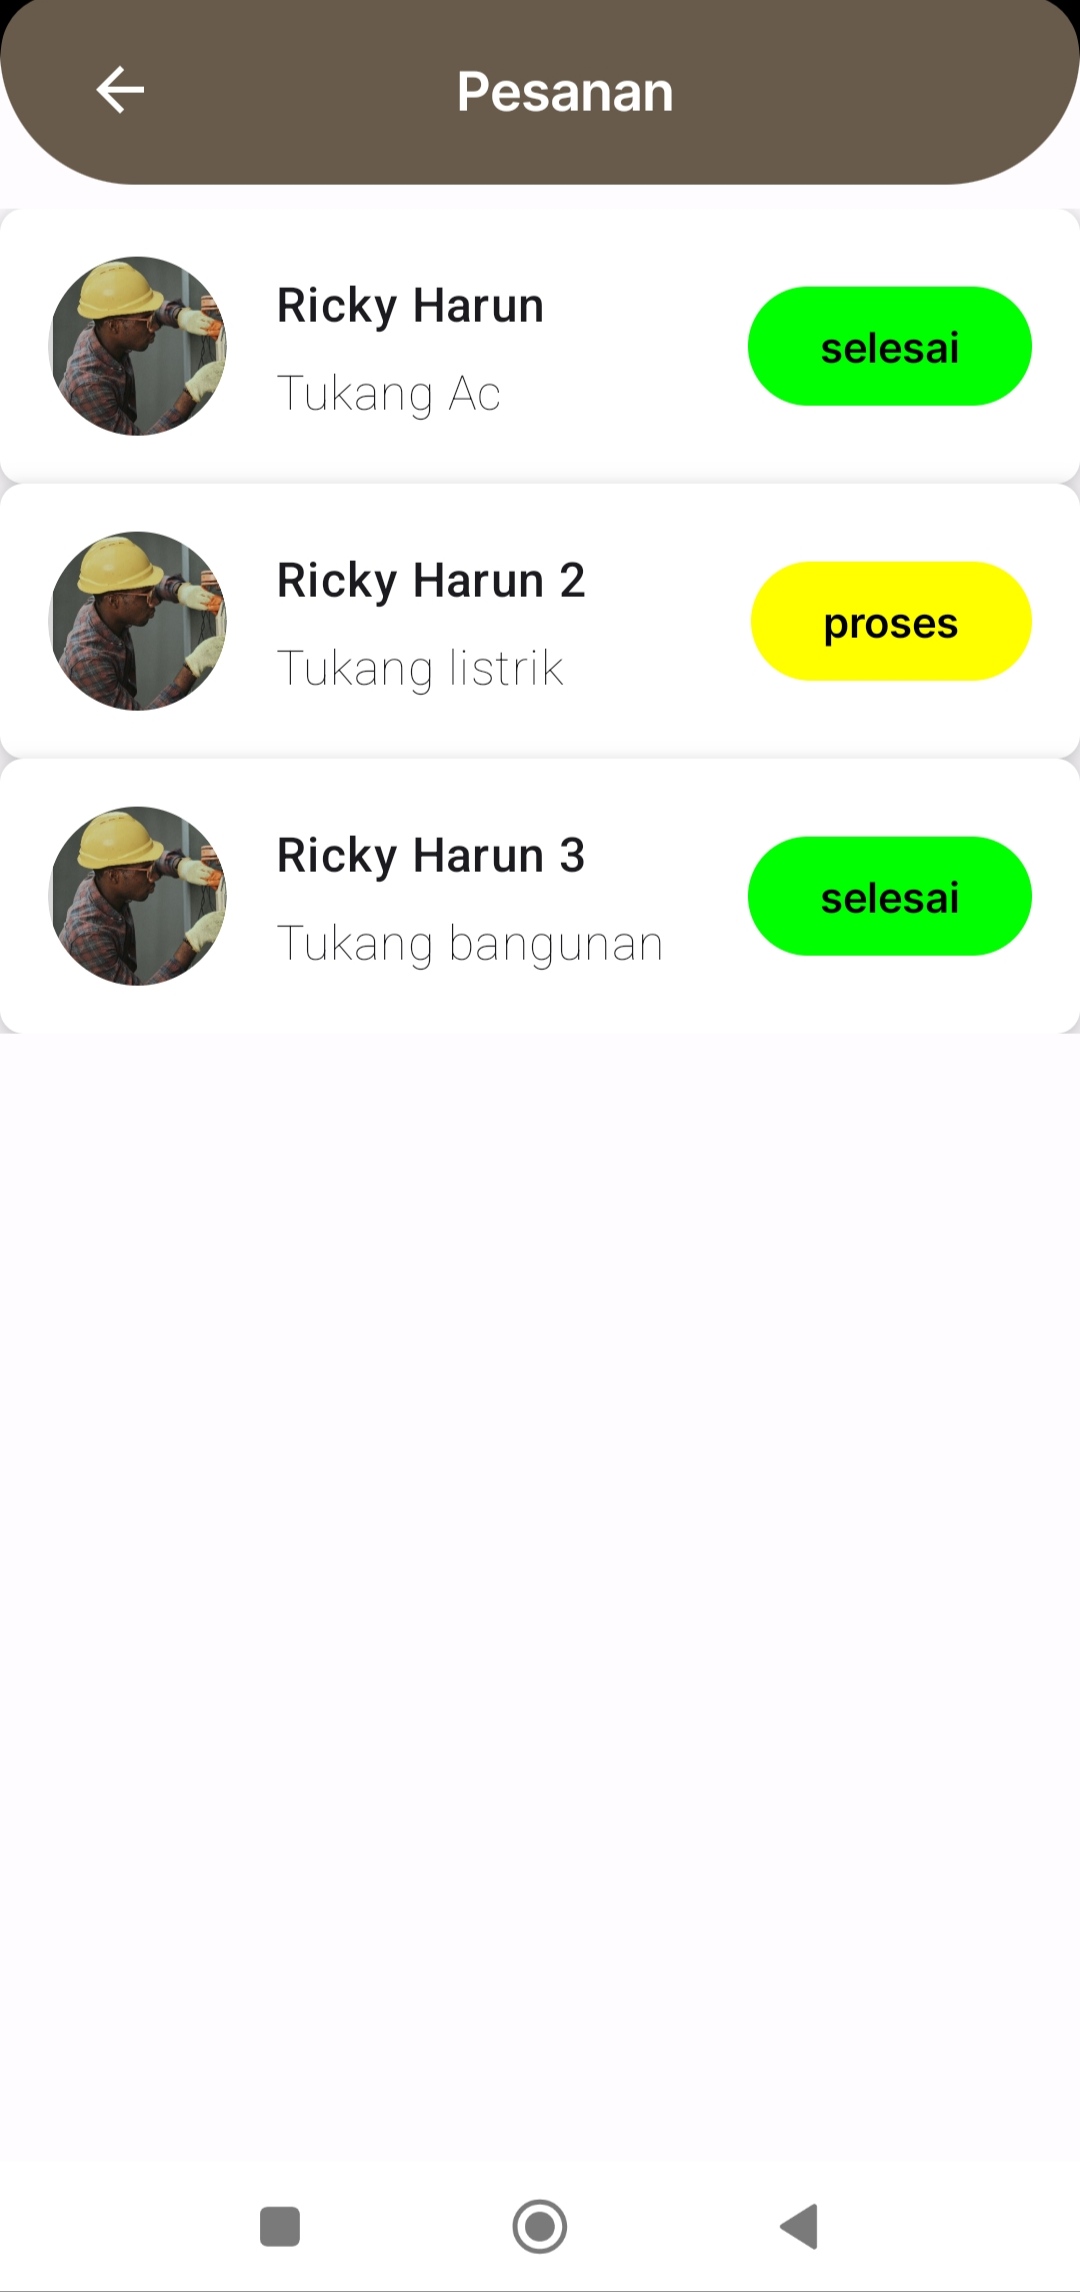 Pesanan
Ricky Harun
Tukang Ac
selesai
Ricky Harun 2
Tukang listrik
proses
Ricky Harun 3
Tukang bangunan
selesai